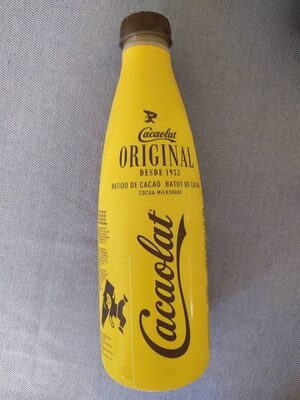 Cacaolat
ORIGINAL
DESDE 1933
BATIDO DE CACAO BATUT DE CACAU
COCOA MILKSHAKE
Cacaolat